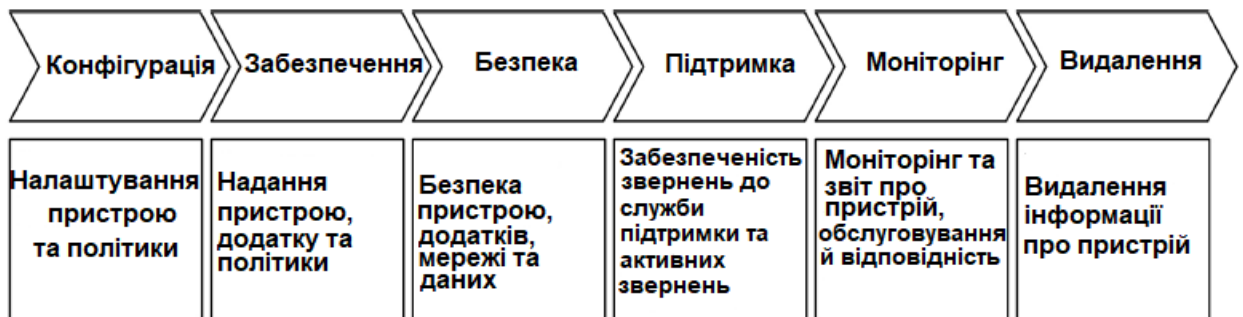 Конфігурація
Забезпечення
Безпека
Підтримка
Моніторінг
Видалення
Налаштування
пристрою
та політики
Надання
пристрою,
додатку та
політики
Безпека
пристрою,
додатків,
мережі та
даних
Забезпеченість
звернень до
служби
підтримки та
активних
звернень
Моніторінг та
звіт про
пристрій,
обслуговування
й відповідність
Видалення
інформації
про пристрій